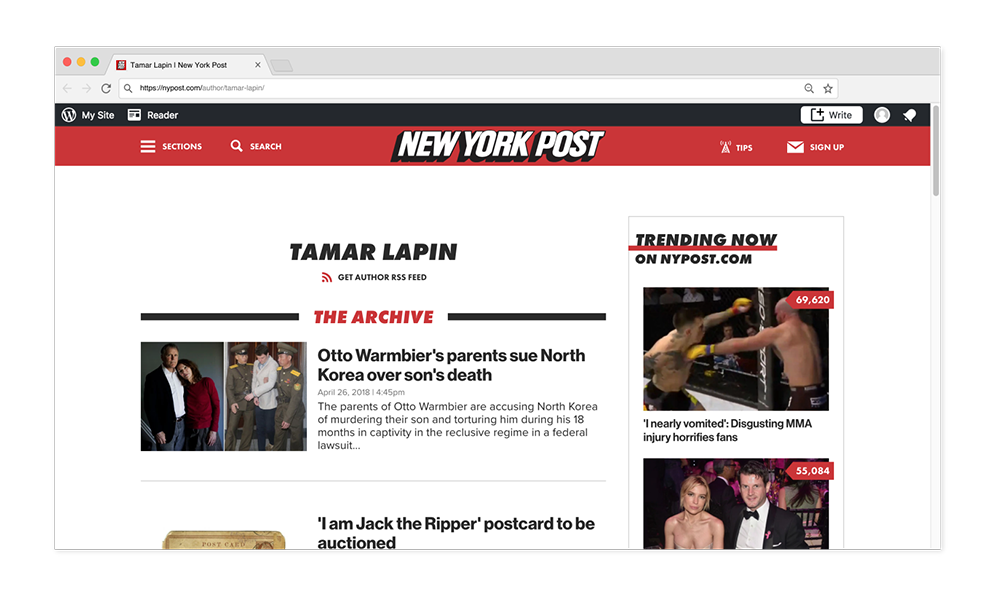 Tamar Lapin | New York Post
https://nypost.com/author/tamar-lapin/
My Site Reader Write
SECTIONS SEARCH NEW YORK POST TIPS SIGN UP
TAMAR LAPIN
GET AUTHOR RSS FEED
THE ARCHIVE
Otto Warmbier's parents sue North
Korea over son's death
April 26, 2018 | 4:45pm
The parents of Otto Warmbier are accusing North Korea
of murdering their son and torturing him during his 18
months in captivity in the reclusive regime in a federal
lawsuit...
POST CARD
'I am Jack the Ripper' postcard to be
auctioned
TRENDING NOW
ON NYPOST.COM
69,620
'I nearly vomited': Disgusting MMA
injury horrifies fans
55,084